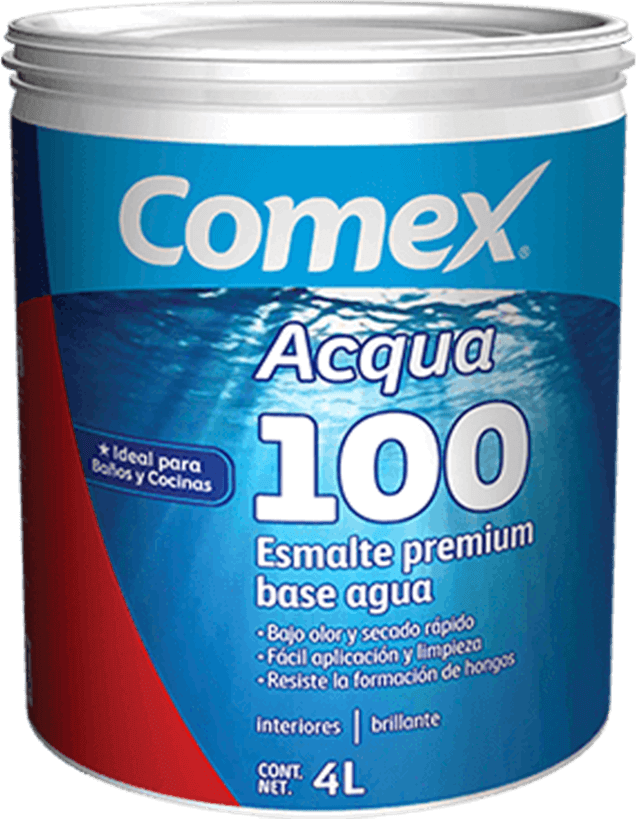 Comex®
Acqua
100
★ Ideal para
Baños y Cocinas
Esmalte premium
base agua
• Bajo olor y secado rápido
• Fácil aplicación y limpieza
• Resiste la formación de hongos
interiores | brillante
CONT. NET. 4L